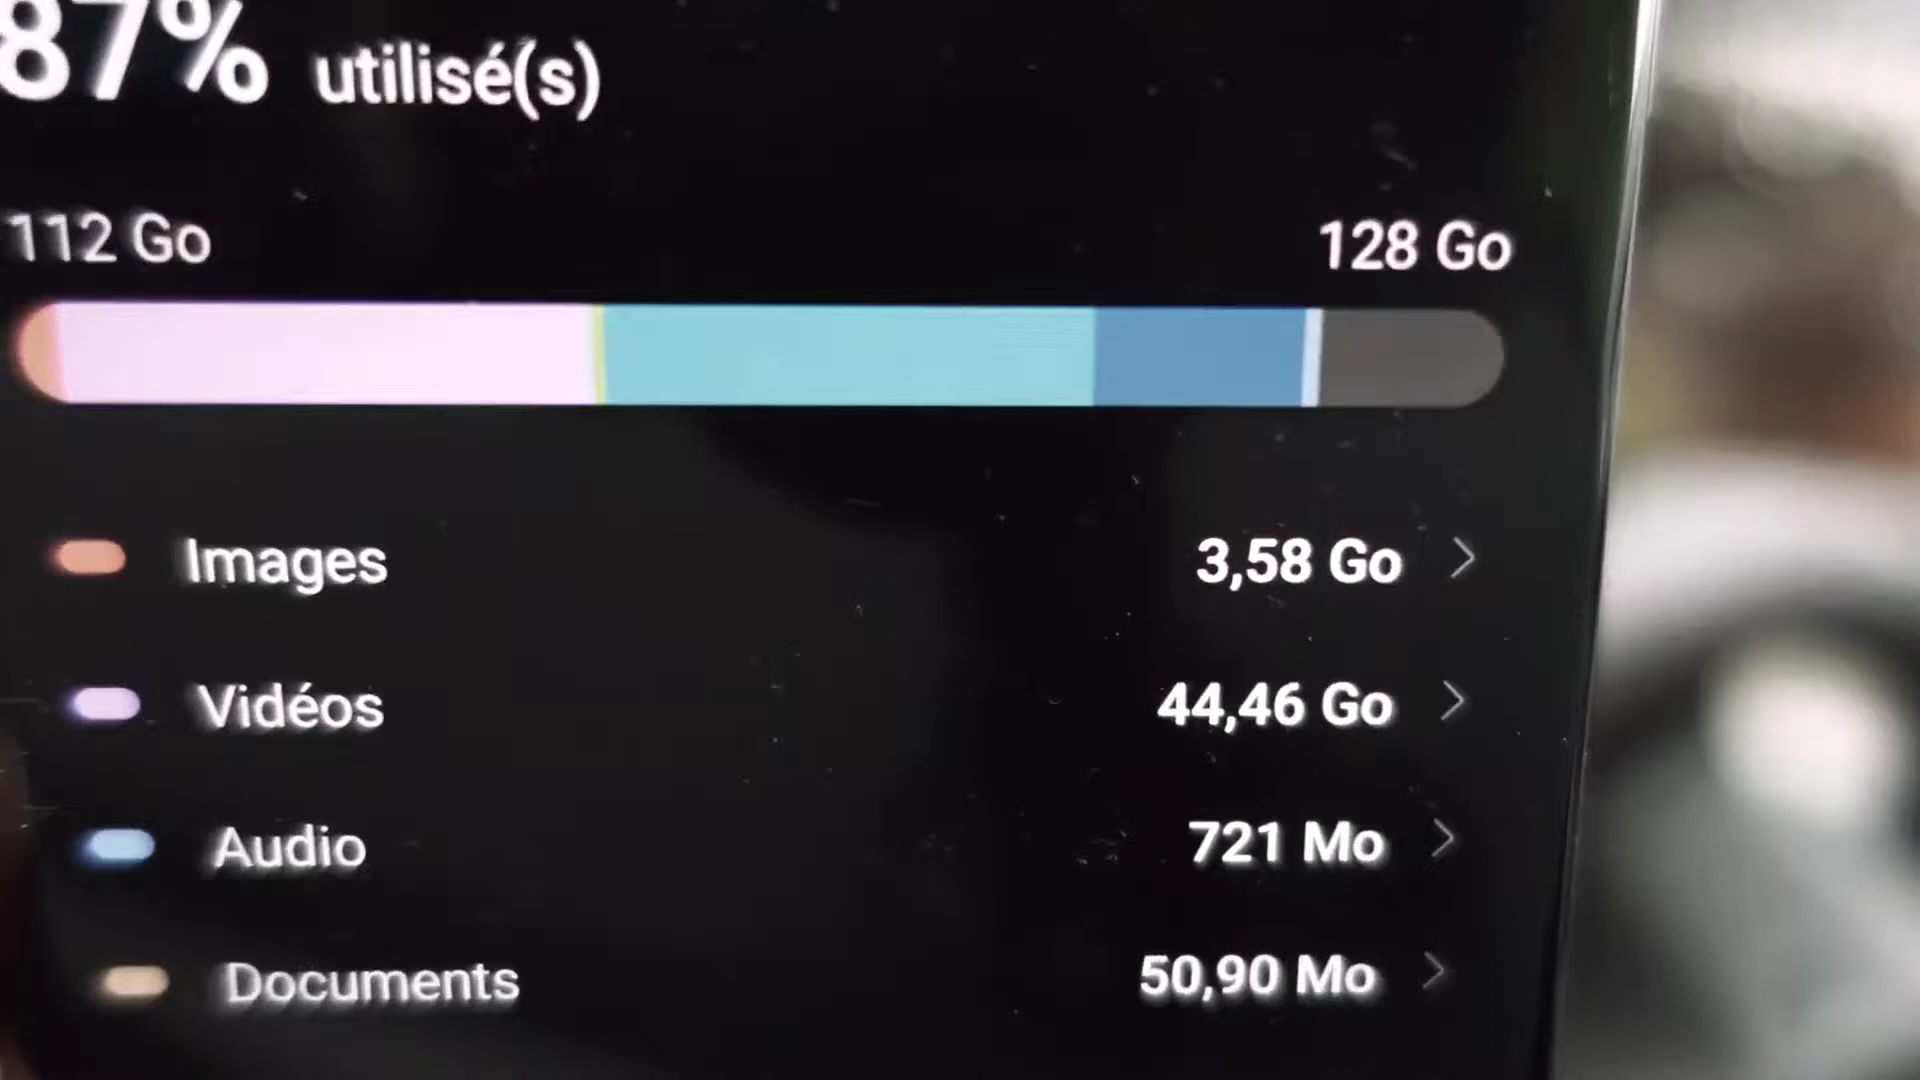 87% utilisé(s)
112 Go 128 Go
Images 3,58 Go
Vidéos 44,46 Go
Audio 721 Mo
Documents 50,90 Mo